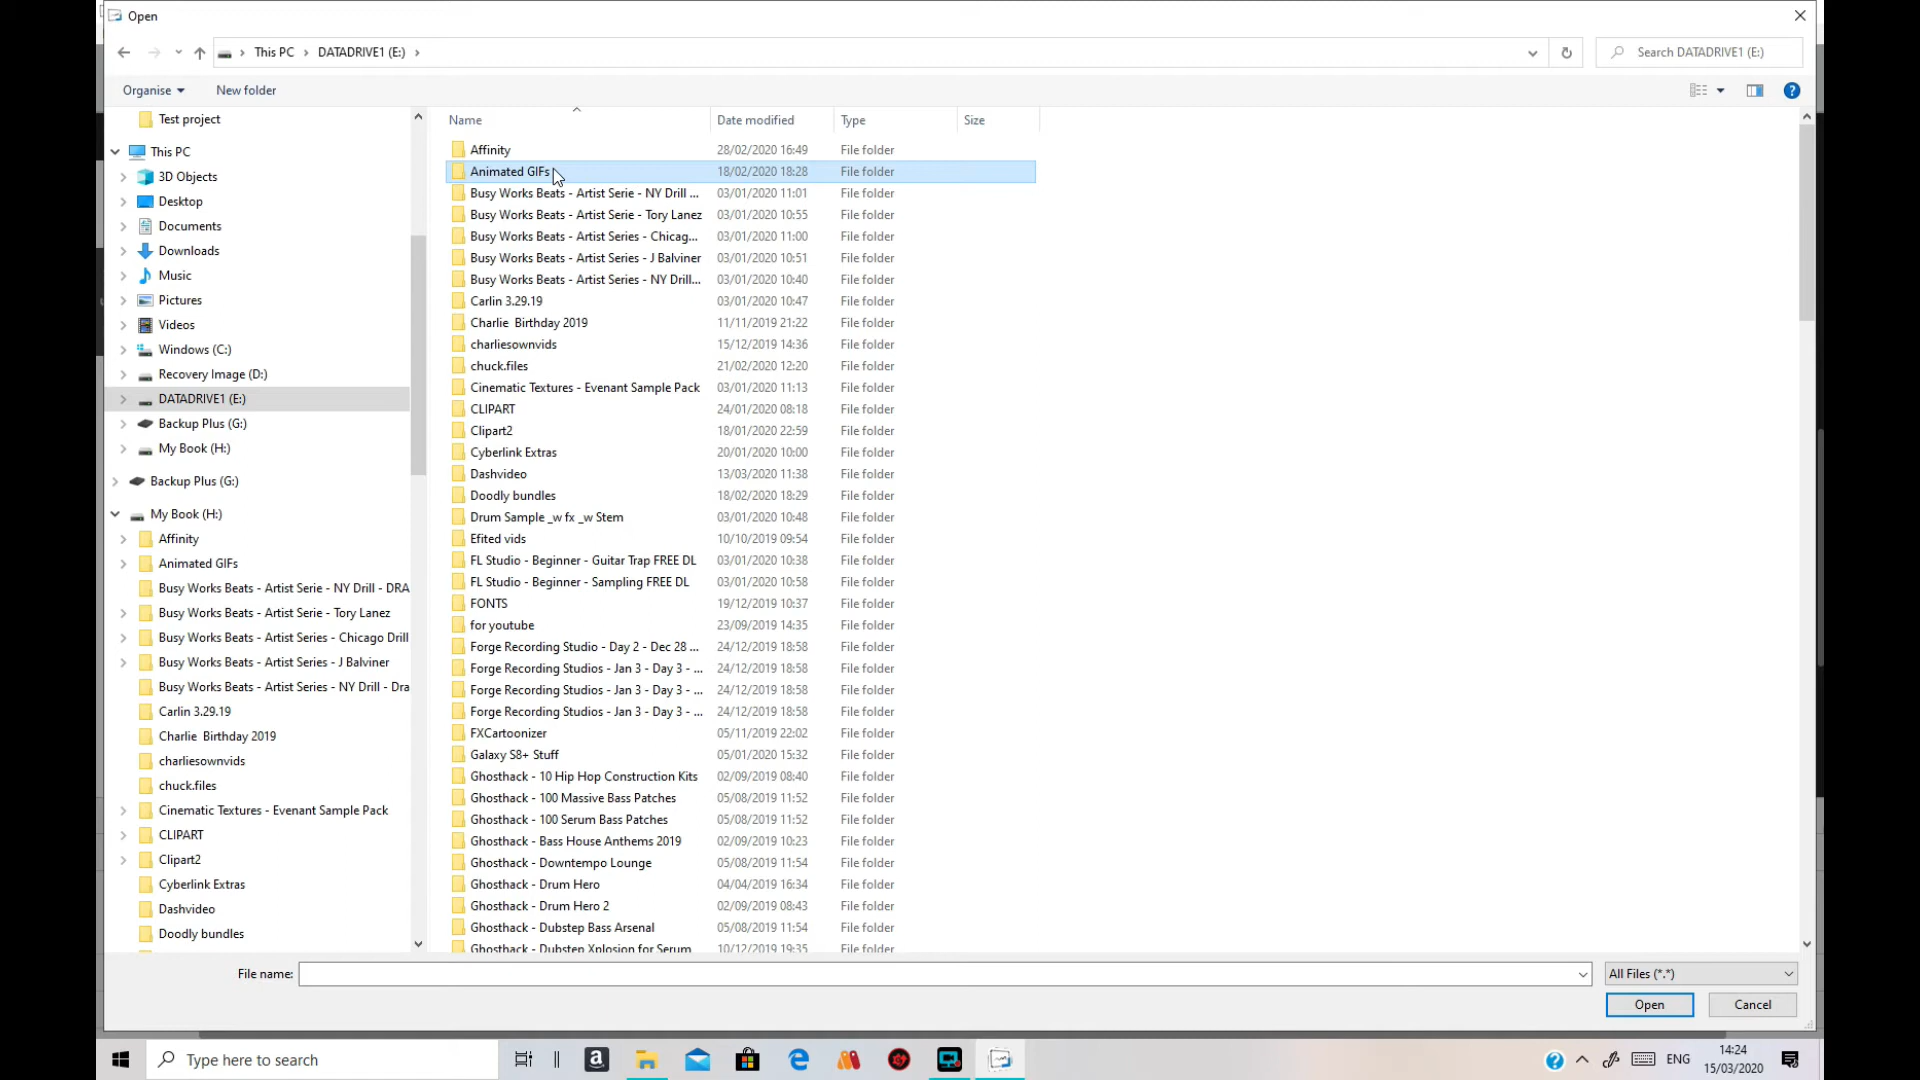 Open
This PC
DATADRIVE1 (E:)
Search DATADRIVE1 (E:)
Organise
New folder
Test project
This PC
3D Objects
Desktop
Documents
Downloads
Music
Pictures
Videos
Windows (C:)
Recovery Image (D:)
DATADRIVE1 (E:)
Backup Plus (G:)
My Book (H:)
Backup Plus (G:)
My Book (H:)
Affinity
Animated GIFs
Busy Works Beats - Artist Serie - NY Drill - DRA
Busy Works Beats - Artist Serie - Tory Lanez
Busy Works Beats - Artist Series - Chicago Drill
Busy Works Beats - Artist Series - J Balviner
Busy Works Beats - Artist Series - NY Drill - Dra
Carlin 3.29.19
Charlie  Birthday 2019
charliesownvids
chuck.files
Cinematic Textures - Evenant Sample Pack
CLIPART
Clipart2
Cyberlink Extras
Dashvideo
Doodly bundles
Name Date modified Type Size
Affinity 28/02/2020 16:49 File folder
Animated GIFs 18/02/2020 18:28 File folder
Busy Works Beats - Artist Serie - NY Drill ... 03/01/2020 11:01 File folder
Busy Works Beats - Artist Serie - Tory Lanez 03/01/2020 10:55 File folder
Busy Works Beats - Artist Series - Chicag... 03/01/2020 11:00 File folder
Busy Works Beats - Artist Series - J Balviner 03/01/2020 10:51 File folder
Busy Works Beats - Artist Series - NY Drill... 03/01/2020 10:40 File folder
Carlin 3.29.19 03/01/2020 10:47 File folder
Charlie  Birthday 2019 11/11/2019 21:22 File folder
charliesownvids 15/12/2019 14:36 File folder
chuck.files 21/02/2020 12:20 File folder
Cinematic Textures - Evenant Sample Pack 03/01/2020 11:13 File folder
CLIPART 24/01/2020 08:18 File folder
Clipart2 18/01/2020 22:59 File folder
Cyberlink Extras 20/01/2020 10:00 File folder
Dashvideo 13/03/2020 11:38 File folder
Doodly bundles 18/02/2020 18:29 File folder
Drum Sample _w fx _w Stem 03/01/2020 10:48 File folder
Efited vids 10/10/2019 09:54 File folder
FL Studio - Beginner - Guitar Trap FREE DL 03/01/2020 10:38 File folder
FL Studio - Beginner - Sampling FREE DL 03/01/2020 10:58 File folder
FONTS 19/12/2019 10:37 File folder
for youtube 23/09/2019 14:35 File folder
Forge Recording Studio - Day 2 - Dec 28 ... 24/12/2019 18:58 File folder
Forge Recording Studios - Jan 3 - Day 3 - ... 24/12/2019 18:58 File folder
Forge Recording Studios - Jan 3 - Day 3 - ... 24/12/2019 18:58 File folder
Forge Recording Studios - Jan 3 - Day 3 - ... 24/12/2019 18:58 File folder
FXCartoonizer 05/11/2019 22:02 File folder
Galaxy S8+ Stuff 05/01/2020 15:32 File folder
Ghosthack - 10 Hip Hop Construction Kits 02/09/2019 08:40 File folder
Ghosthack - 100 Massive Bass Patches 05/08/2019 11:52 File folder
Ghosthack - 100 Serum Bass Patches 05/08/2019 11:52 File folder
Ghosthack - Bass House Anthems 2019 02/09/2019 10:23 File folder
Ghosthack - Downtempo Lounge 05/08/2019 11:54 File folder
Ghosthack - Drum Hero 04/04/2019 16:34 File folder
Ghosthack - Drum Hero 2 02/09/2019 08:43 File folder
Ghosthack - Dubstep Bass Arsenal 05/08/2019 11:54 File folder
Ghosthack - Dubstep Xplosion for Serum 10/12/2019 19:35 File folder
File name:
All Files (*.*)
Open
Cancel
Type here to search
ENG
14:24
15/03/2020